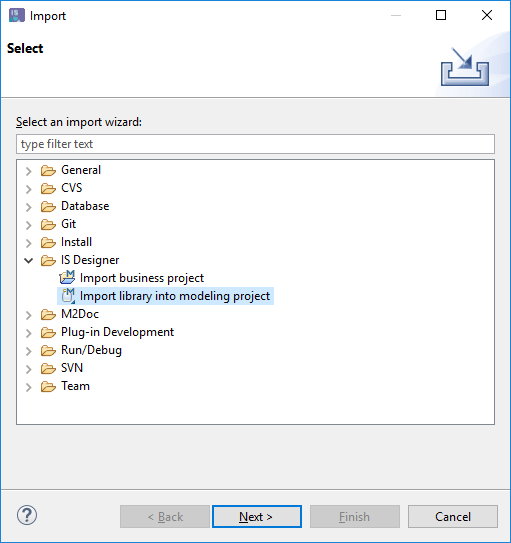 IS Import
Select
Select an import wizard:
type filter text
General
CVS
Database
Git
Install
IS Designer
Import business project
Import library into modeling project
M2Doc
Plug-in Development
Run/Debug
SVN
Team
? < Back Next > Finish Cancel